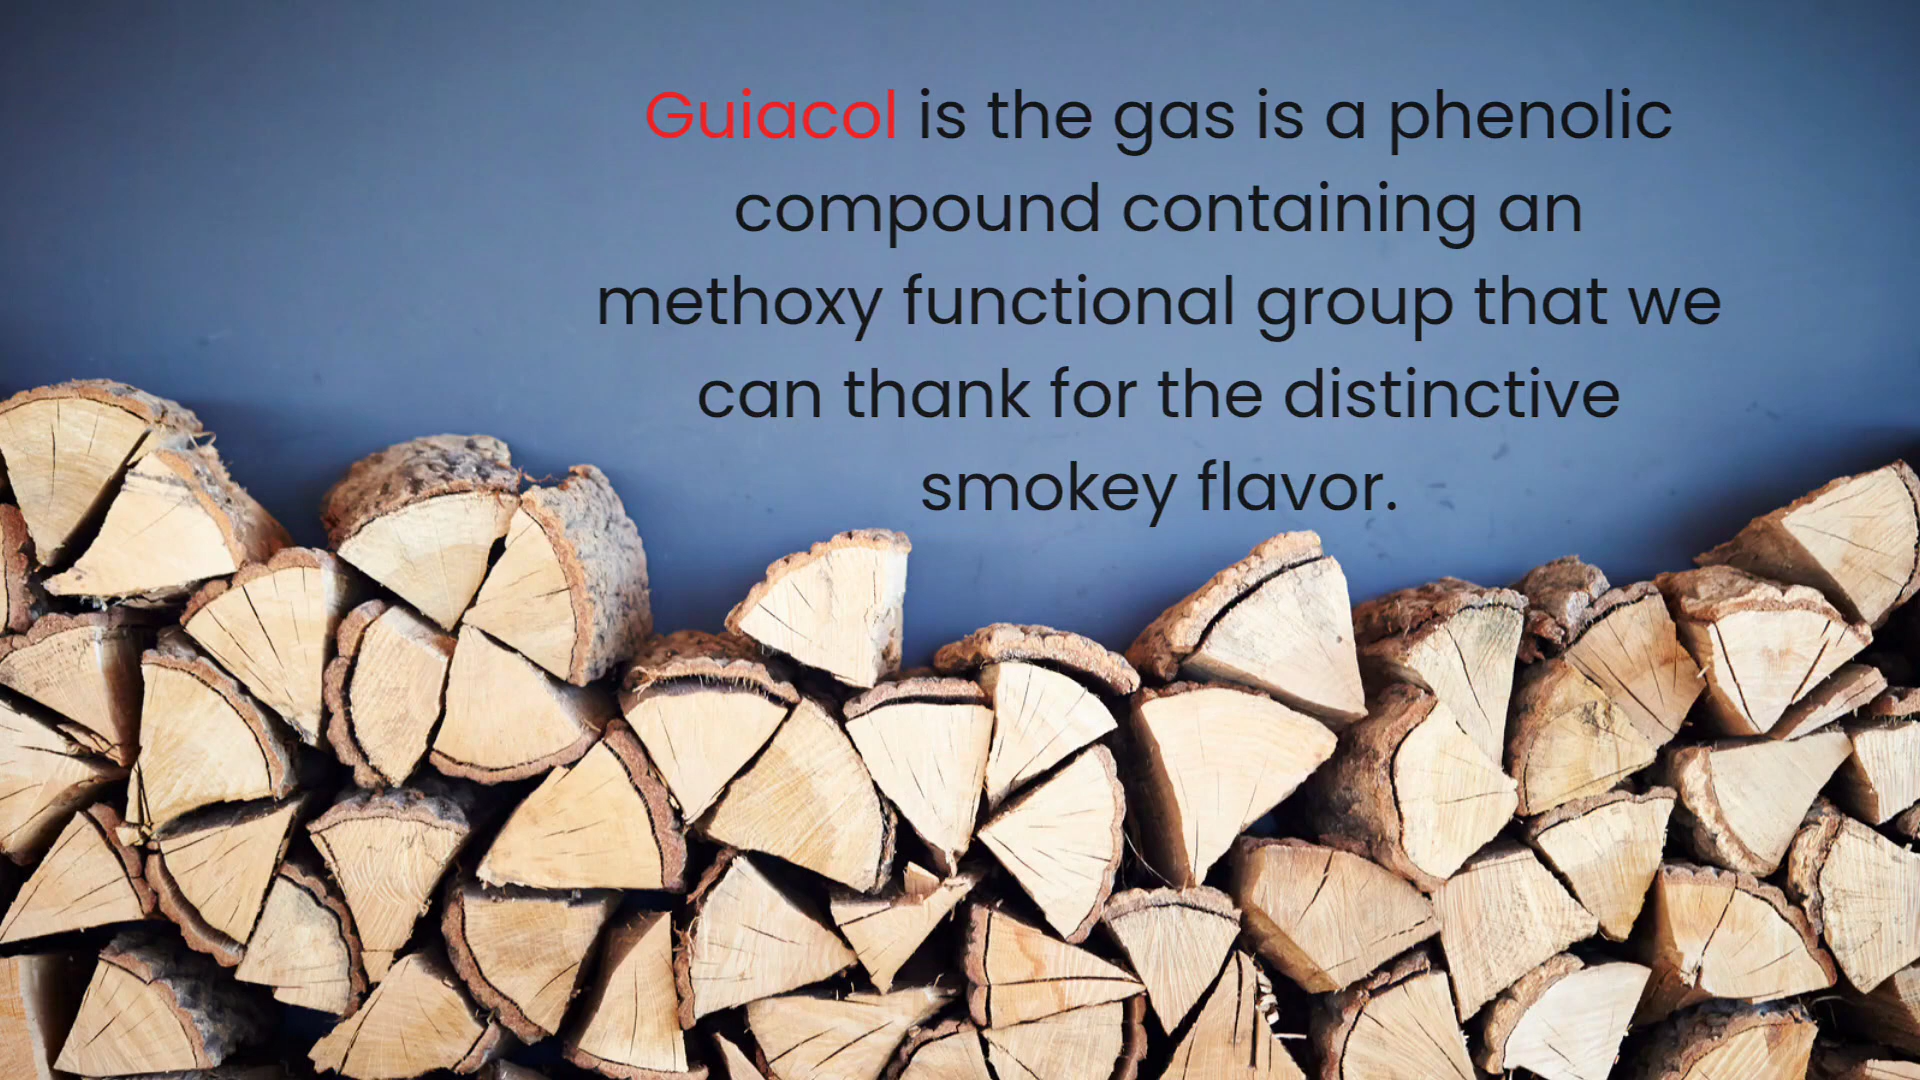 Guiacol is the gas is a phenolic
compound containing an
methoxy functional group that we
can thank for the distinctive
smokey flavor.